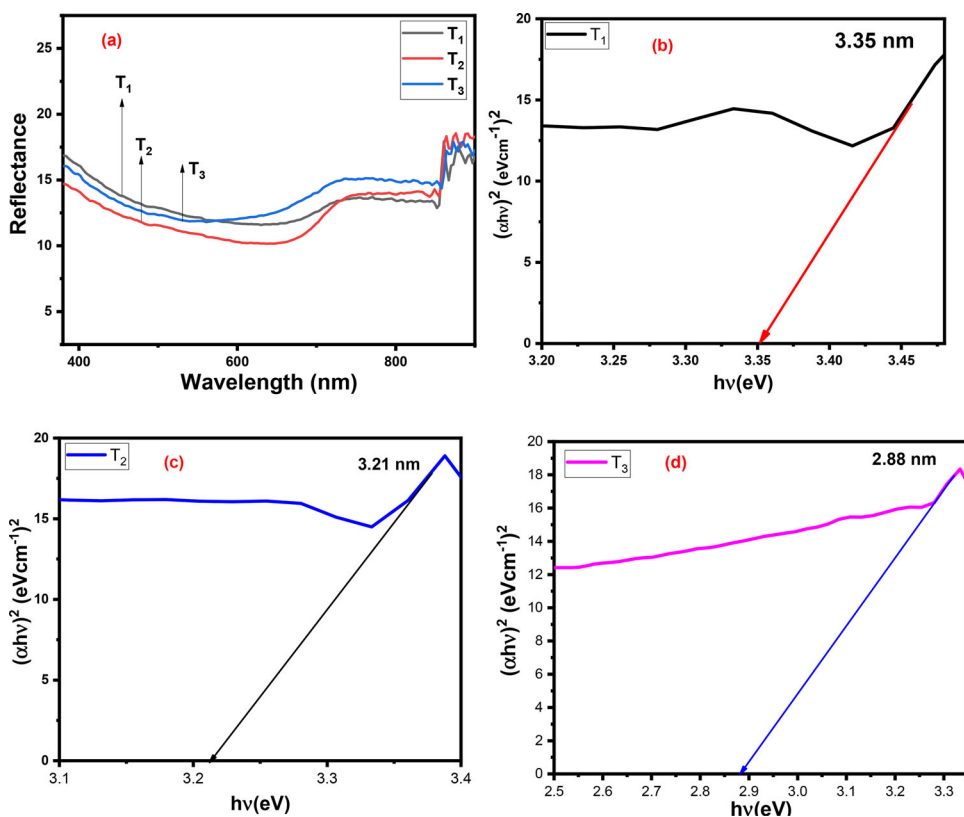 (a)
T₁
T₂
T₃
25
20
15
10
5
T₁
T₂
T₃
Reflectance
400
600
800
Wavelength (nm)
T₁
(b)
3.35 nm
20
15
10
5
0
(αhν)² (eVcm⁻¹)²
3.20
3.25
3.30
3.35
3.40
3.45
hν(eV)
T₂
(c)
3.21 nm
20
15
10
5
0
(αhν)² (eVcm⁻¹)²
3.1
3.2
3.3
3.4
hν(eV)
T₃
(d)
2.88 nm
20
18
16
14
12
10
8
6
4
2
0
(αhν)² (eVcm⁻¹)²
2.5
2.6
2.7
2.8
2.9
3.0
3.1
3.2
3.3
hν(eV)